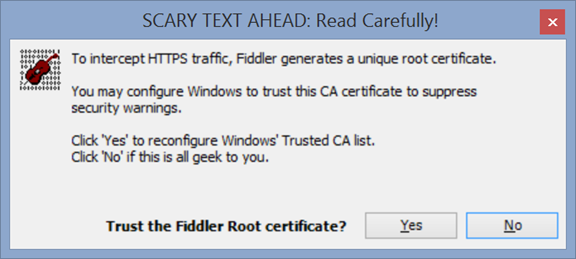 SCARY TEXT AHEAD: Read Carefully!
To intercept HTTPS traffic, Fiddler generates a unique root certificate.
You may configure Windows to trust this CA certificate to suppress
security warnings.
Click 'Yes' to reconfigure Windows' Trusted CA list.
Click 'No' if this is all geek to you.
Trust the Fiddler Root certificate? Yes No